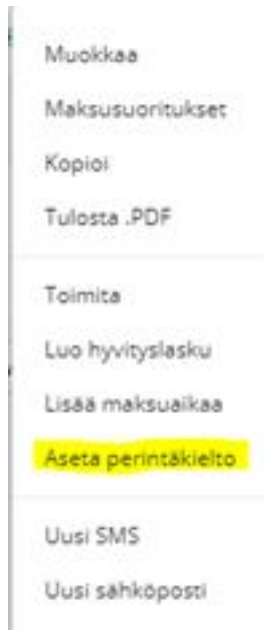 Muokkaa
Maksusuoritukset
Kopioi
Tulosta .PDF
Toimita
Luo hyvityslasku
Lisää maksuaikaa
Aseta perintäkielto
Uusi SMS
Uusi sähköposti